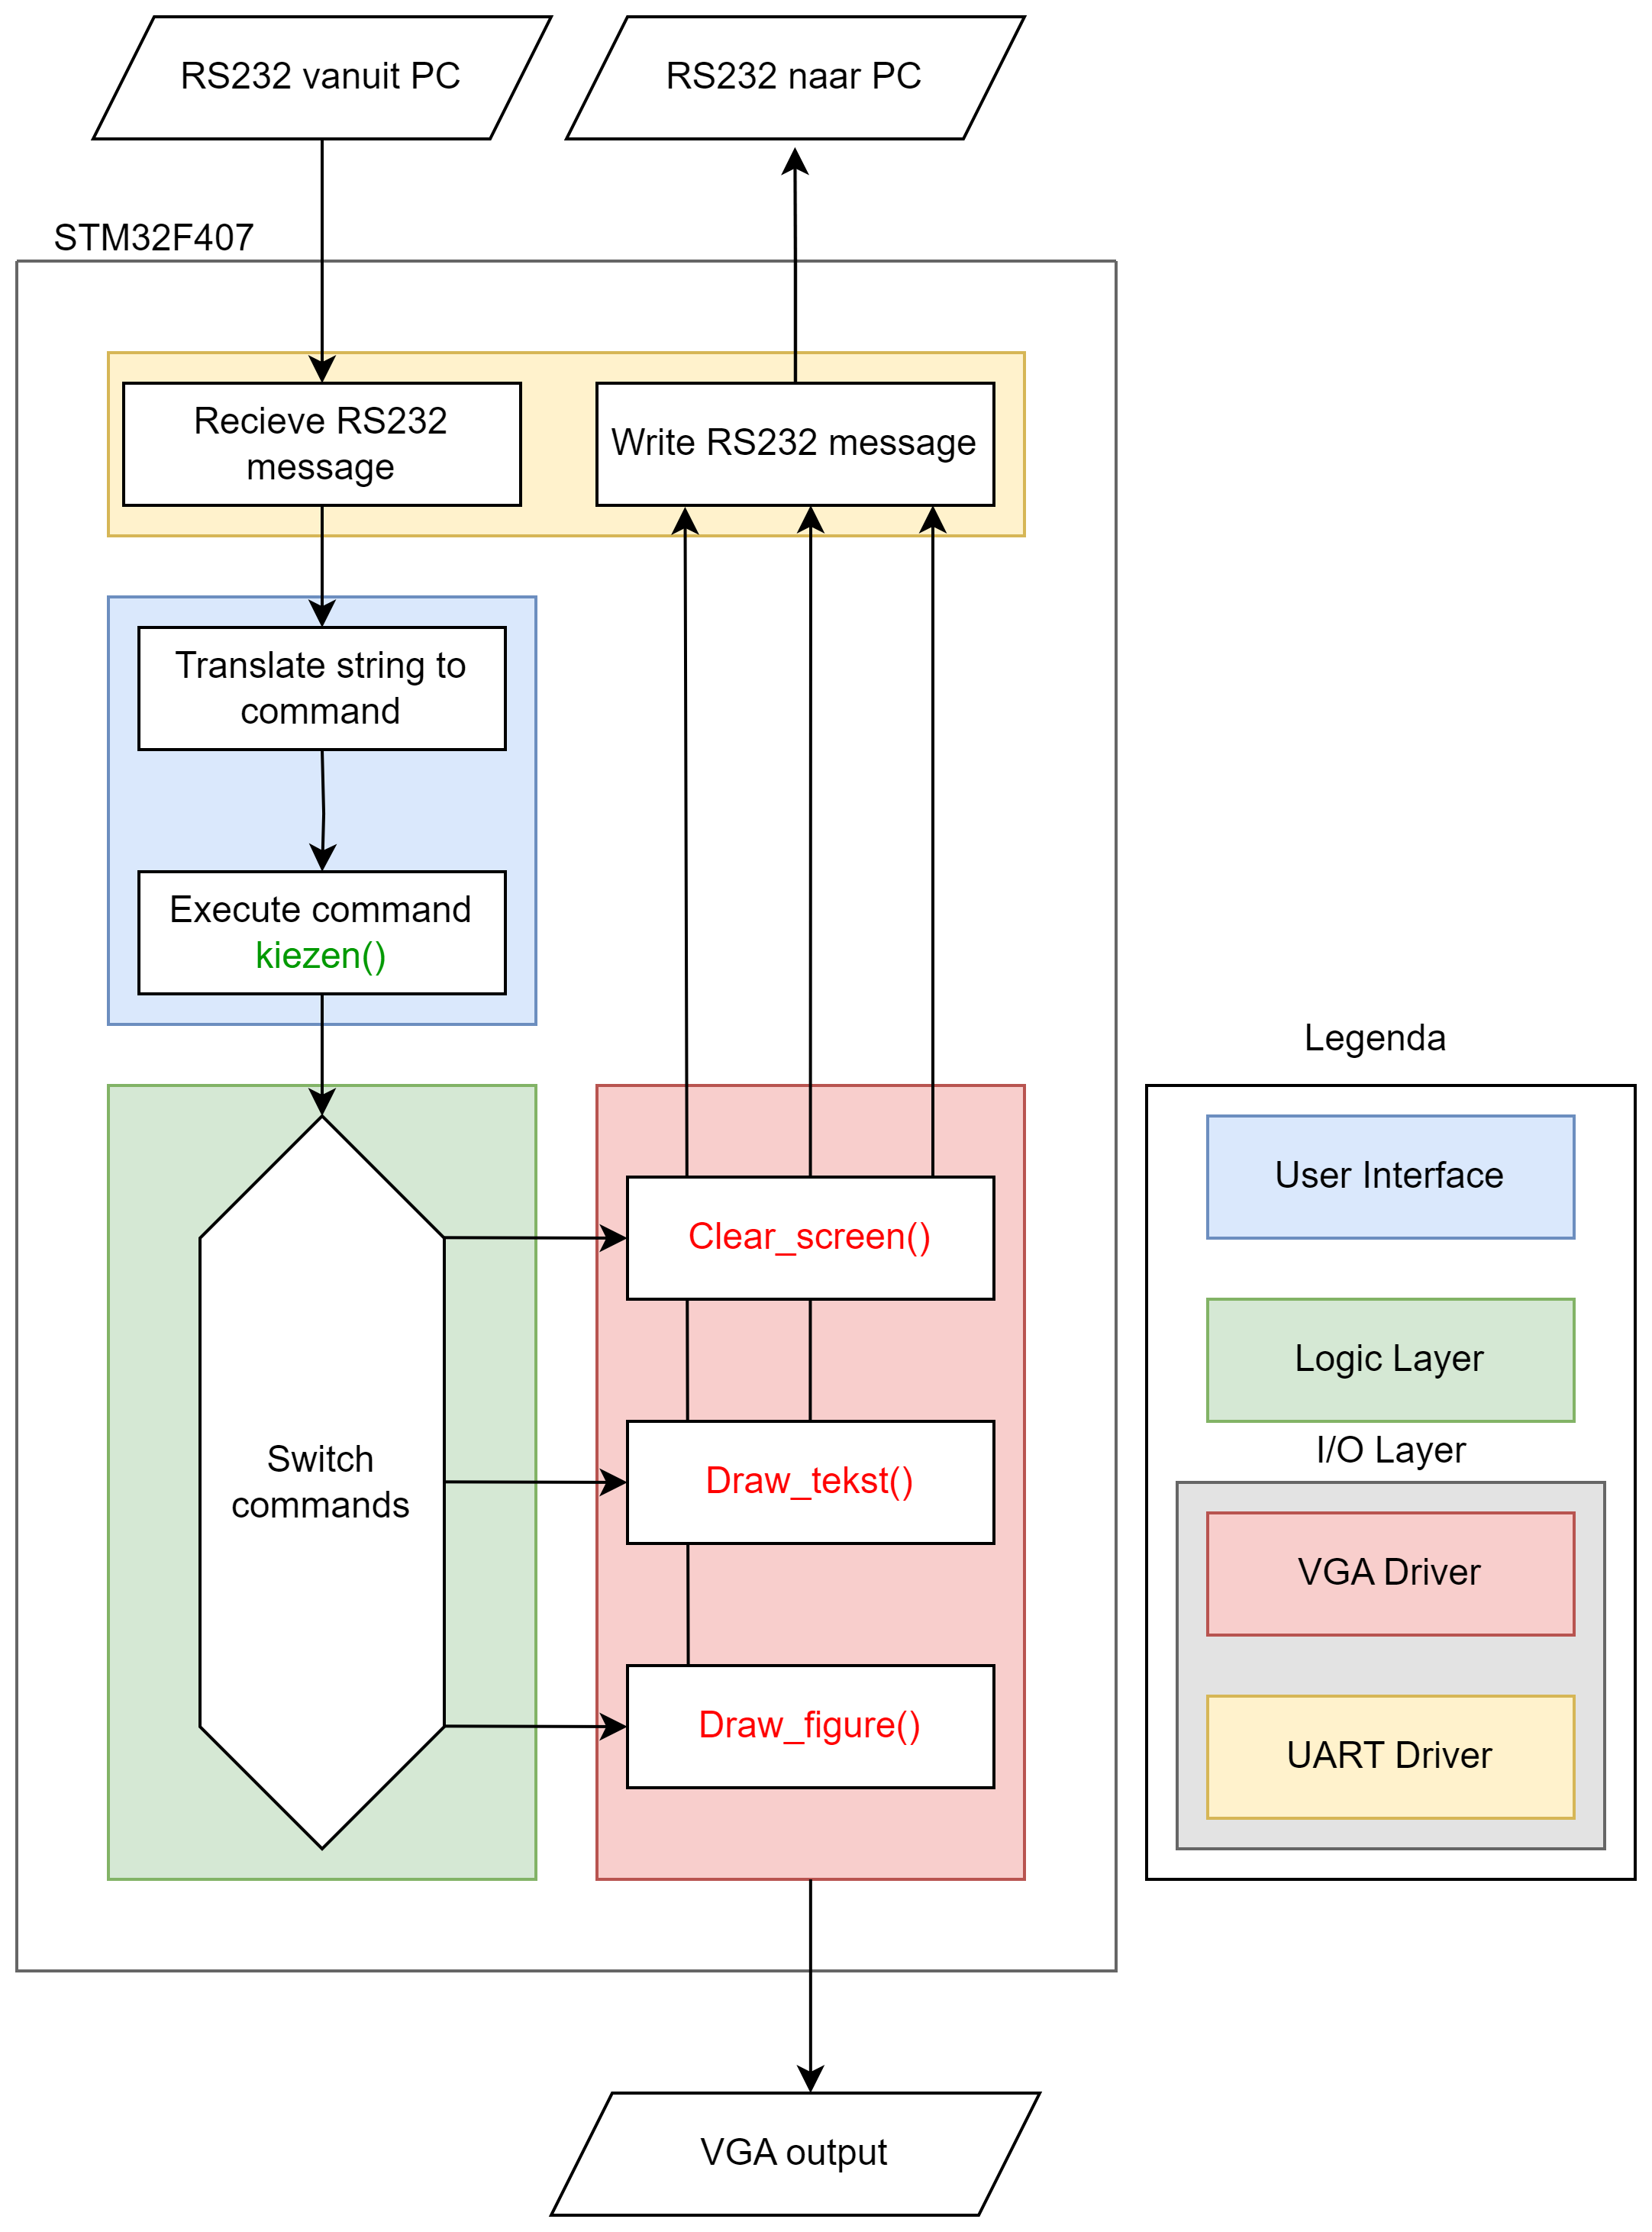 RS232 vanuit PC
RS232 naar PC
STM32F407
Recieve RS232
message
Write RS232 message
Translate string to
command
Execute command
kiezen()
Switch
commands
Clear_screen()
Draw_tekst()
Draw_figure()
Legenda
User Interface
Logic Layer
I/O Layer
VGA Driver
UART Driver
VGA output